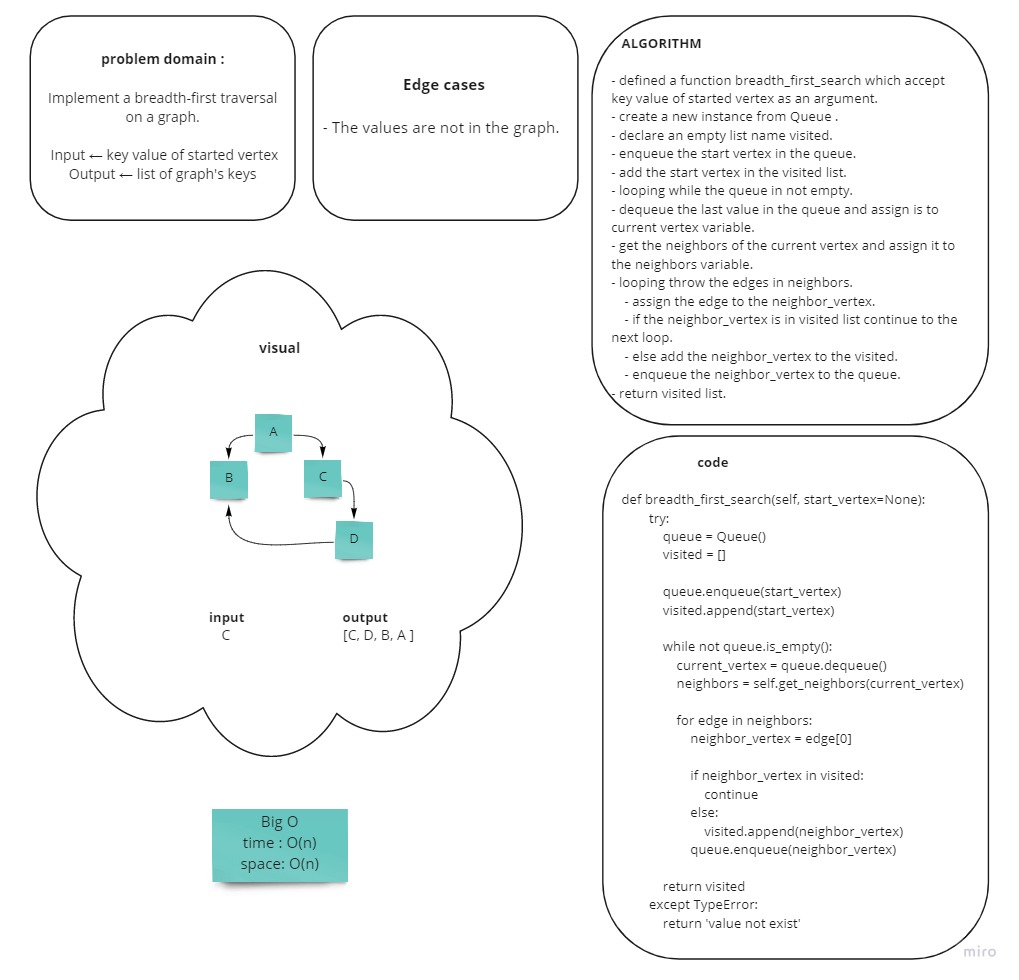 problem domain :
Implement a breadth-first traversal
on a graph.
Input ← key value of started vertex
Output ← list of graph's keys
Edge cases
- The values are not in the graph.
ALGORITHM
- defined a function breadth_first_search which accept
key value of started vertex as an argument.
- create a new instance from Queue .
- declare an empty list name visited.
- enqueue the start vertex in the queue.
- add the start vertex in the visited list.
- looping while the queue in not empty.
- dequeue the last value in the queue and assign is to
current vertex variable.
- get the neighbors of the current vertex and assign it to
the neighbors variable.
- looping throw the edges in neighbors.
- assign the edge to the neighbor_vertex.
- if the neighbor_vertex is in visited list continue to the
next loop.
- else add the neighbor_vertex to the visited.
- enqueue the neighbor_vertex to the queue.
- return visited list.
visual
A
B
C
D
input
C
output
[C, D, B, A ]
Big O
time : O(n)
space: O(n)
code
def breadth_first_search(self, start_vertex=None):
try:
queue = Queue()
visited = []
queue.enqueue(start_vertex)
visited.append(start_vertex)
while not queue.is_empty():
current_vertex = queue.dequeue()
neighbors = self.get_neighbors(current_vertex)
for edge in neighbors:
neighbor_vertex = edge[0]
if neighbor_vertex in visited:
continue
else:
visited.append(neighbor_vertex)
queue.enqueue(neighbor_vertex)
return visited
except TypeError:
return 'value not exist'
miro